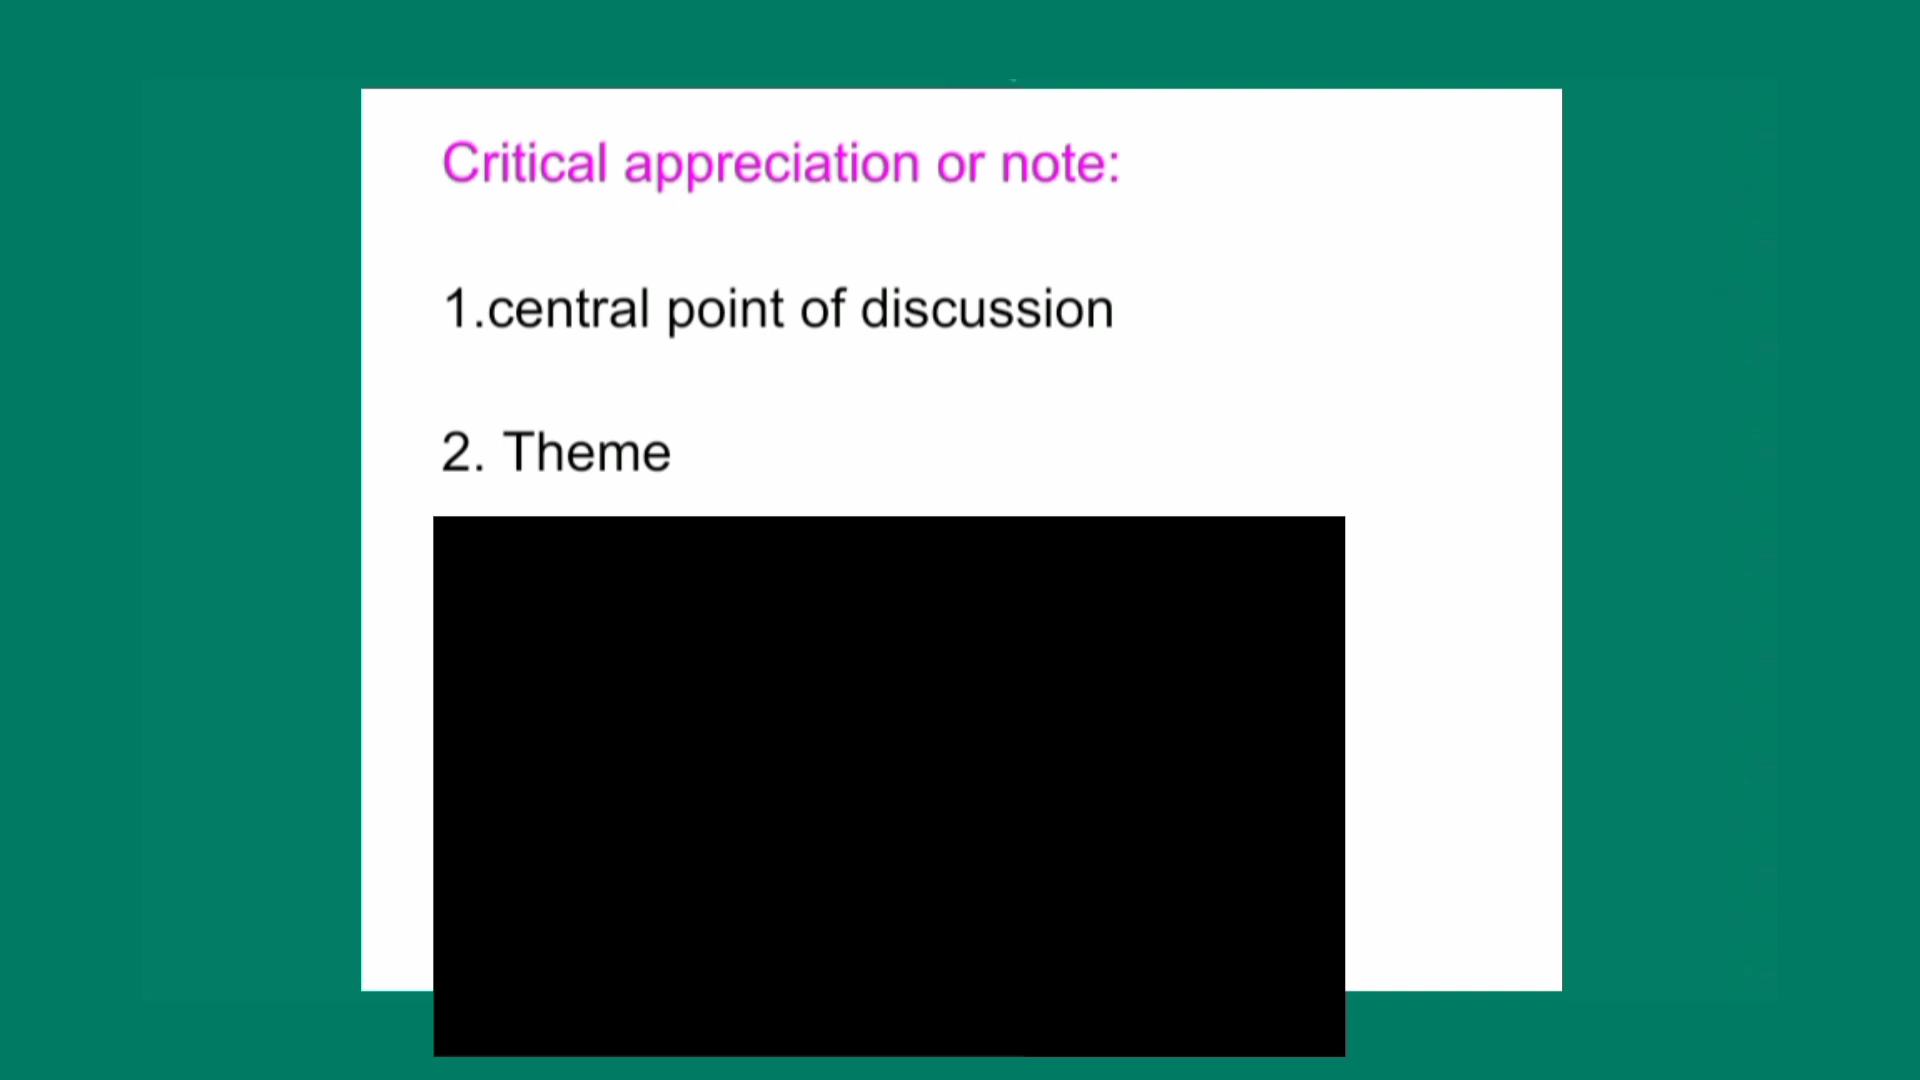 Critical appreciation or note:
1.central point of discussion
2. Theme